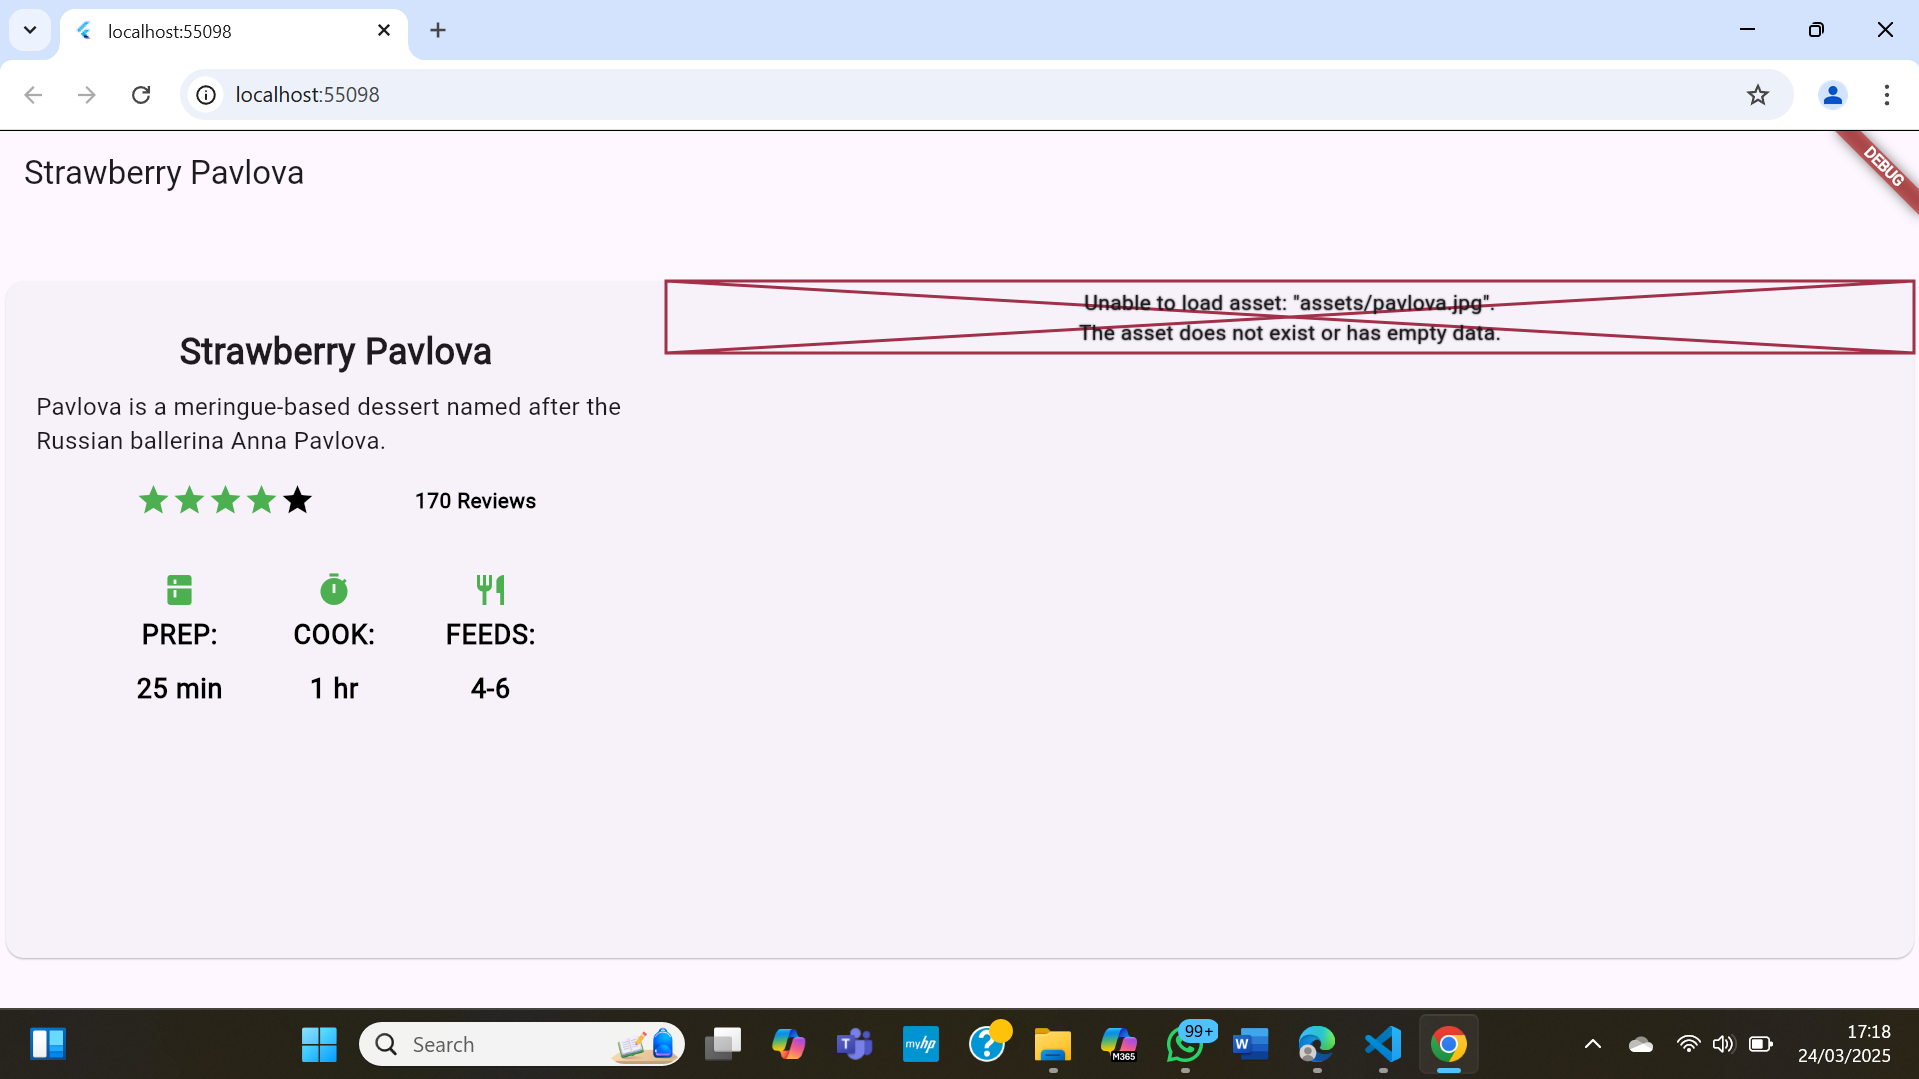 localhost:55098
localhost:55098
Strawberry Pavlova
DEBUG
Unable to load asset: "assets/pavlova.jpg".
The asset does not exist or has empty data.
Strawberry Pavlova
Pavlova is a meringue-based dessert named after the
Russian ballerina Anna Pavlova.
170 Reviews
PREP: COOK: FEEDS:
25 min 1 hr 4-6
Search
T
myhp
?
M365
99+
W
17:18
24/03/2025